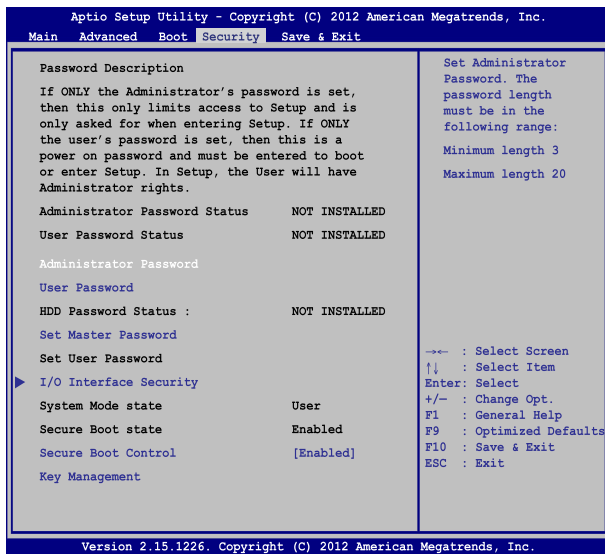 Aptio Setup Utility - Copyright (C) 2012 American Megatrends, Inc.
Main Advanced Boot Security Save & Exit
Password Description
If ONLY the Administrator's password is set,
then this only limits access to Setup and is
only asked for when entering Setup. If ONLY
the user's password is set, then this is a
power on password and must be entered to boot
or enter Setup. In Setup, the User will have
Administrator rights.
Administrator Password Status NOT INSTALLED
User Password Status NOT INSTALLED
Administrator Password
User Password
HDD Password Status : NOT INSTALLED
Set Master Password
Set User Password
I/O Interface Security
System Mode state User
Secure Boot state Enabled
Secure Boot Control [Enabled]
Key Management
Set Administrator
Password. The
password length
must be in the
following range:
Minimum length 3
Maximum length 20
→← : Select Screen
↑↓ : Select Item
Enter: Select
+/— : Change Opt.
F1 : General Help
F9 : Optimized Defaults
F10 : Save & Exit
ESC : Exit
Version 2.15.1226. Copyright (C) 2012 American Megatrends, Inc.